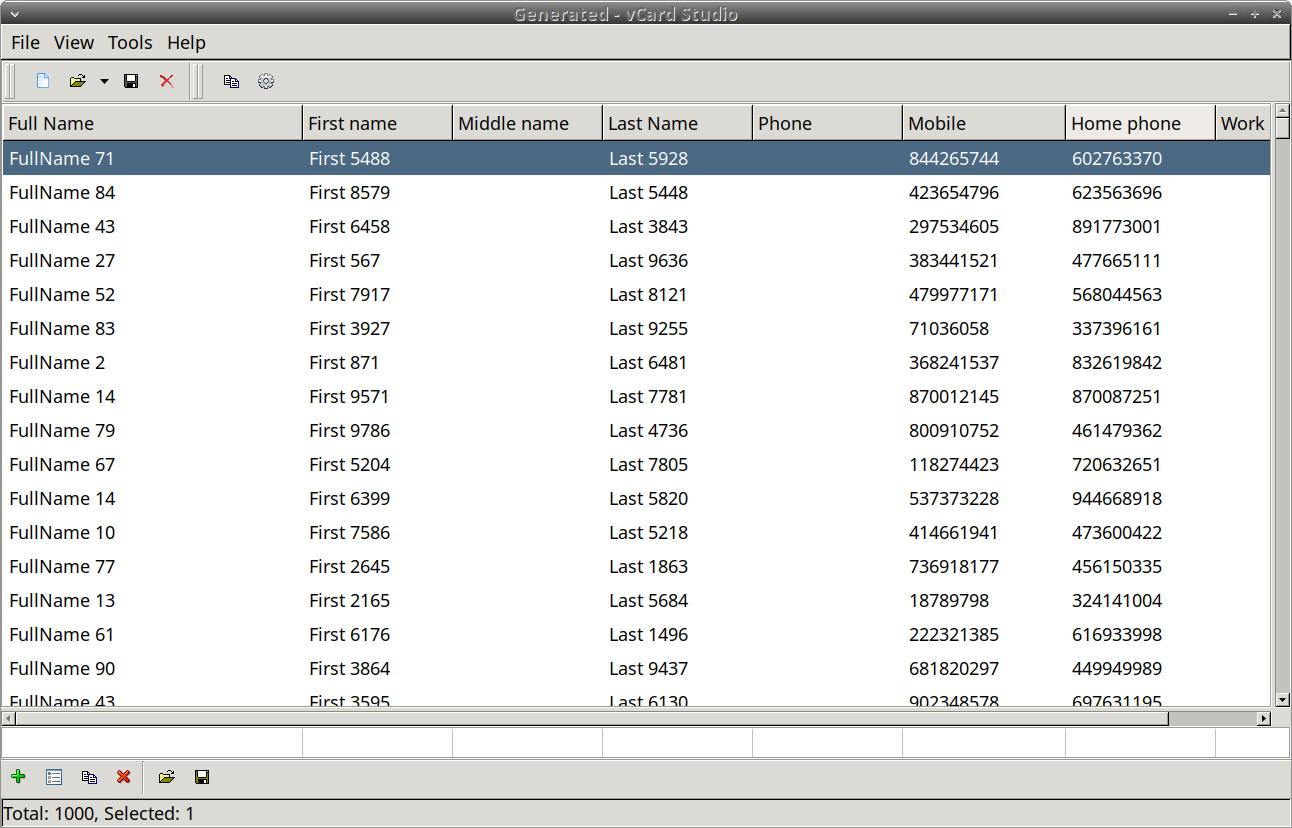 Generated - vCard Studio
File View Tools Help
Full Name First name Middle name Last Name Phone Mobile Home phone Work
FullName 71 First 5488 Last 5928 844265744 602763370
FullName 84 First 8579 Last 5448 423654796 623563696
FullName 43 First 6458 Last 3843 297534605 891773001
FullName 27 First 567 Last 9636 383441521 477665111
FullName 52 First 7917 Last 8121 479977171 568044563
FullName 83 First 3927 Last 9255 71036058 337396161
FullName 2 First 871 Last 6481 368241537 832619842
FullName 14 First 9571 Last 7781 870012145 870087251
FullName 79 First 9786 Last 4736 800910752 461479362
FullName 67 First 5204 Last 7805 118274423 720632651
FullName 14 First 6399 Last 5820 537373228 944668918
FullName 10 First 7586 Last 5218 414661941 473600422
FullName 77 First 2645 Last 1863 736918177 456150335
FullName 13 First 2165 Last 5684 18789798 324141004
FullName 61 First 6176 Last 1496 222321385 616933998
FullName 90 First 3864 Last 9437 681820297 449949989
FullName 43 First 3595 Last 6130 902348578 697631195
Total: 1000, Selected: 1